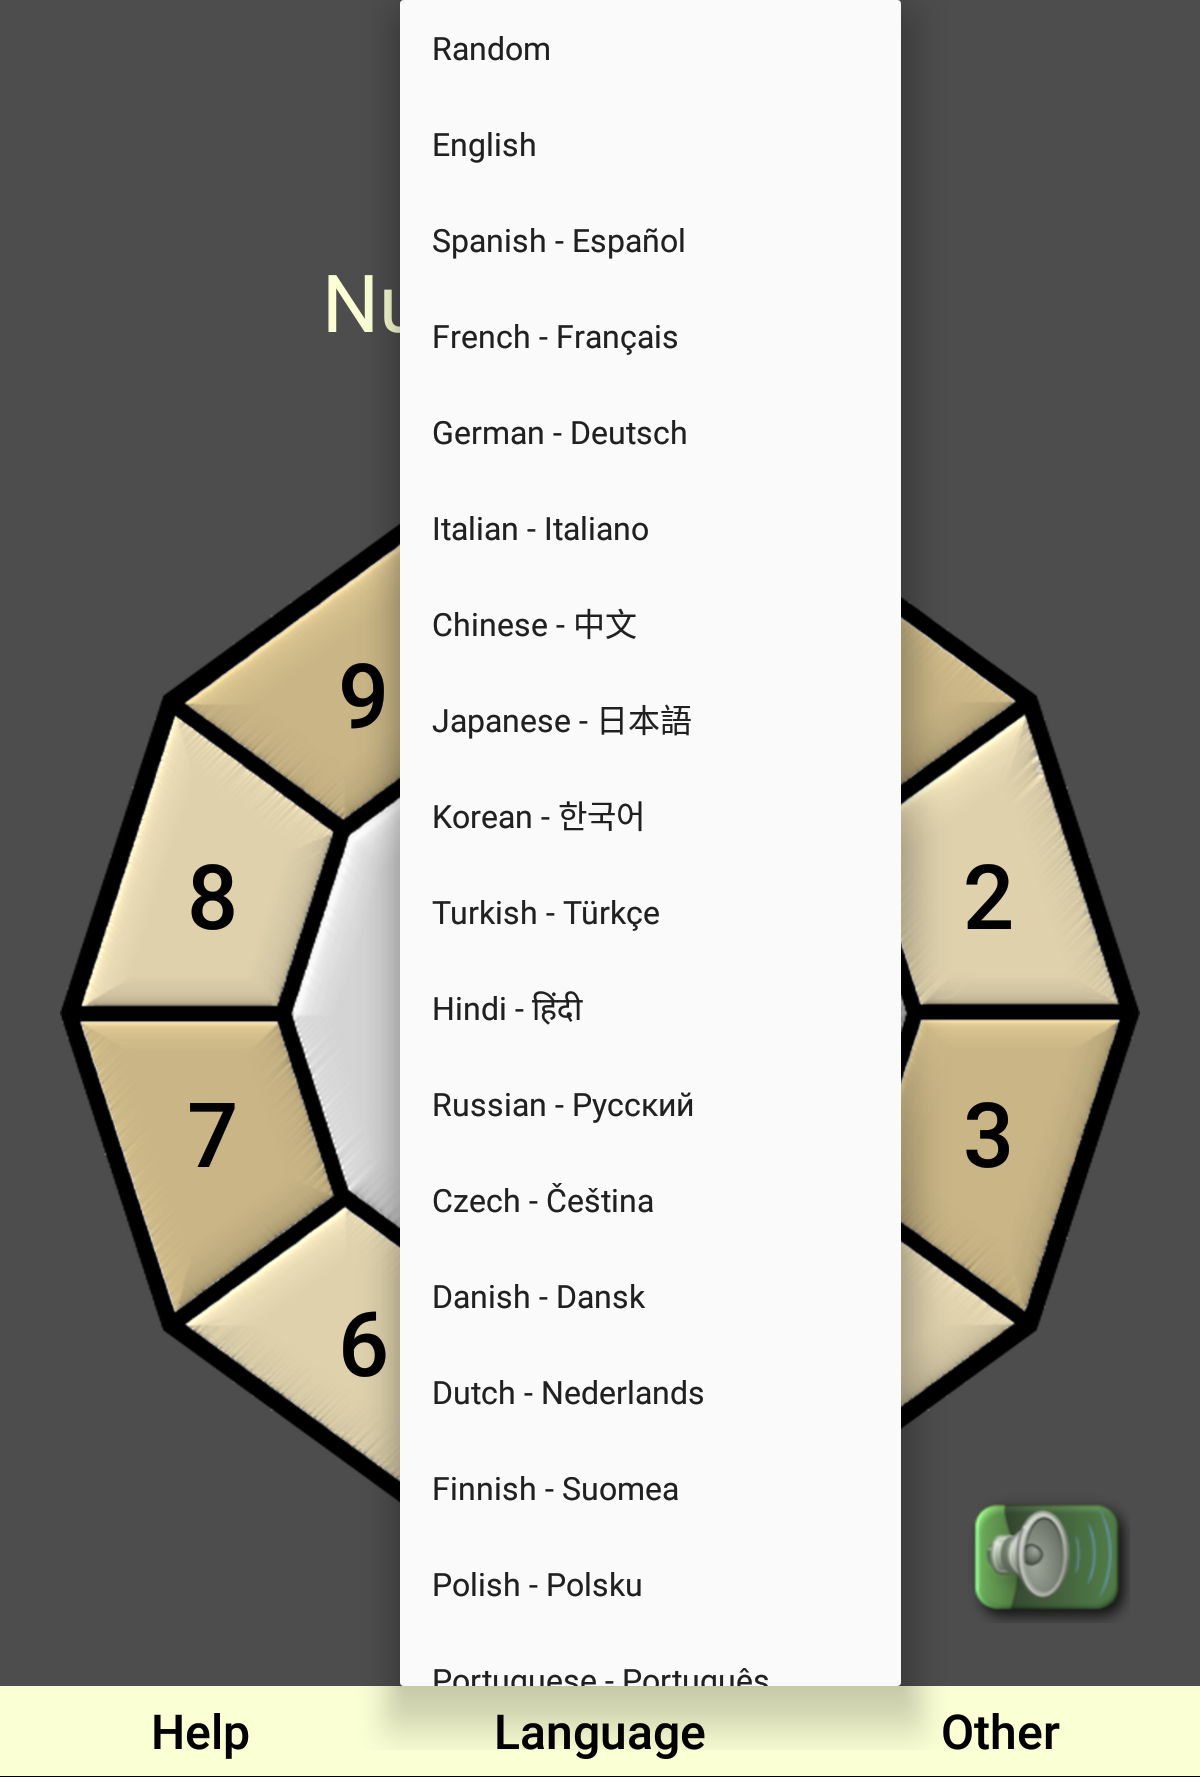 Random
English
Spanish - Español
Nu
French - Français
German - Deutsch
Italian - Italiano
Chinese - 中文
9
Japanese - 日本語
Korean - 한국어
8
2
Turkish - Türkçe
Hindi - हिंदी
7
Russian - Русский
3
Czech - Čeština
Danish - Dansk
6
Dutch - Nederlands
Finnish - Suomea
Polish - Polsku
Portuguese - Português
Help Language Other